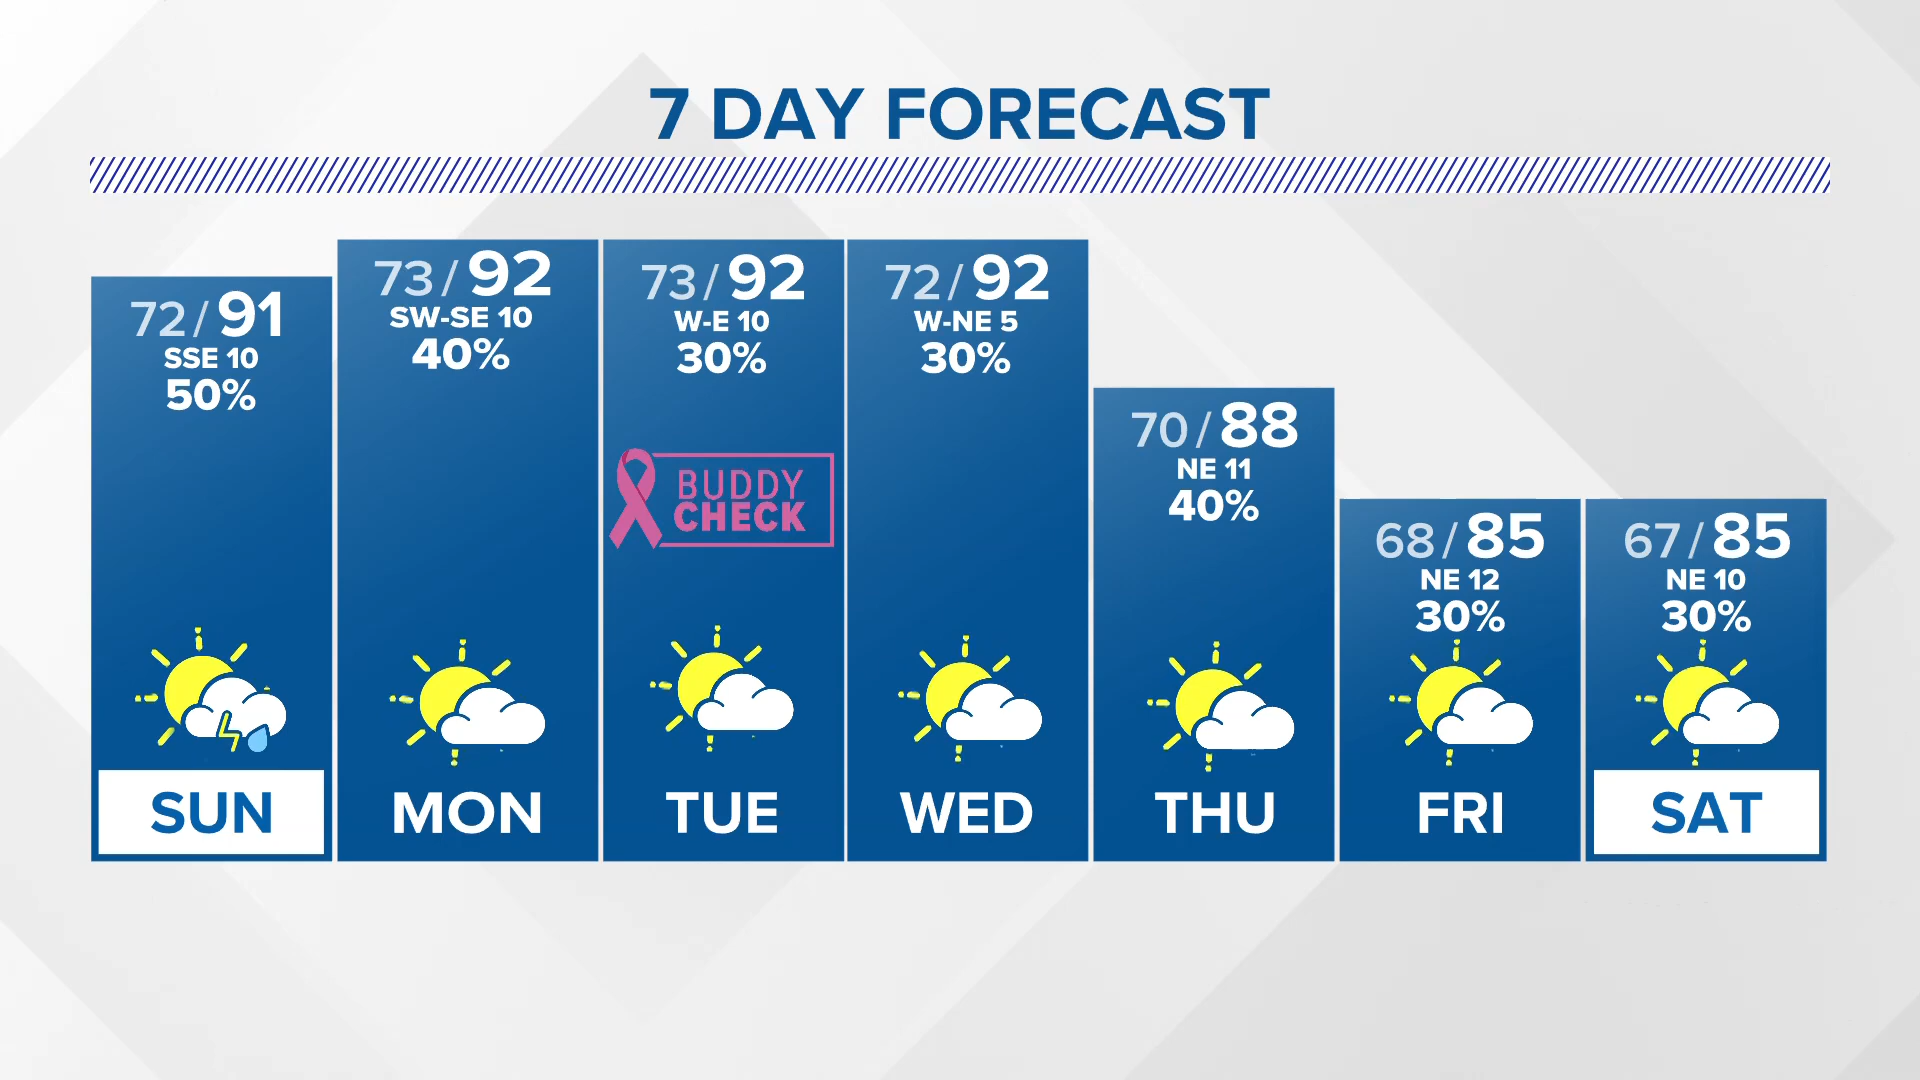 7 DAY FORECAST
72/91
SSE 10
50%
SUN
73/92
SW-SE 10
40%
MON
73/92
W-E 10
30%
BUDDY
CHECK
TUE
72/92
W-NE 5
30%
WED
70/88
NE 11
40%
THU
68/85
NE 12
30%
FRI
67/85
NE 10
30%
SAT